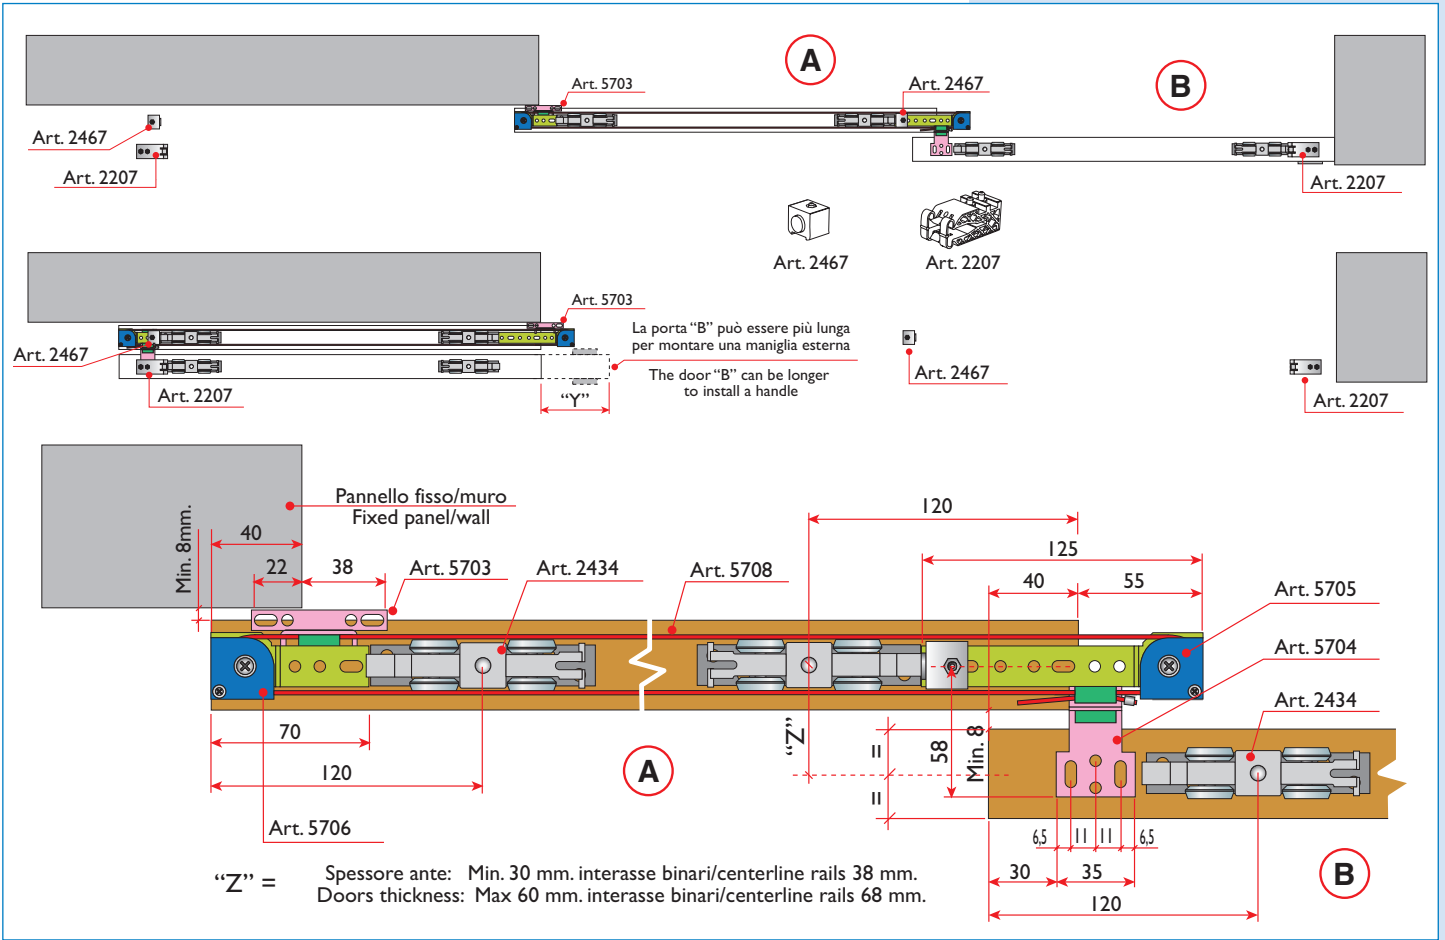 A
B
Art. 5703
Art. 2467
Art. 2467
Art. 2207
Art. 2207
Art. 2467
Art. 2207
Art. 5703
La porta “B” può essere più lunga
per montare una maniglia esterna
The door “B” can be longer
to install a handle
“Y”
Art. 2467
Art. 2207
Art. 2467
Art. 2207
Pannello fisso/muro
Fixed panel/wall
Min. 8mm.
40
22
38
Art. 5703
Art. 2434
Art. 5708
120
125
40
55
Art. 5705
Art. 5704
Art. 2434
70
120
Art. 5706
A
“Z”
=
=
58
Min. 8
6,5
11
11
6,5
30
35
120
B
“Z” =
Spessore ante: Min. 30 mm. interasse binari/centerline rails 38 mm.
Doors thickness: Max 60 mm. interasse binari/centerline rails 68 mm.